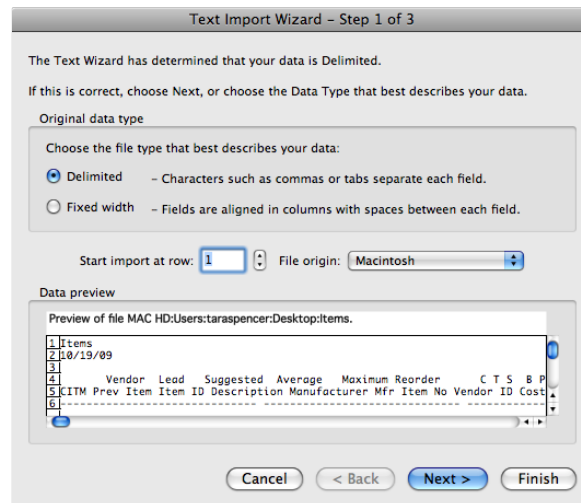 Text Import Wizard – Step 1 of 3
The Text Wizard has determined that your data is Delimited.
If this is correct, choose Next, or choose the Data Type that best describes your data.
Original data type
Choose the file type that best describes your data:
Delimited – Characters such as commas or tabs separate each field.
Fixed width – Fields are aligned in columns with spaces between each field.
Start import at row: 1 File origin: Macintosh
Data preview
Preview of file MAC HD:Users:taraspencer:Desktop:Items.
1 Items
2 10/19/09
3
4 Vendor Lead Suggested Average Maximum Reorder C T S B P
5 CITM Prev Item Item ID Description Manufacturer Mfr Item No Vendor ID Cost
6 ---------------------------- ---------------------------- ------------
Cancel < Back Next > Finish